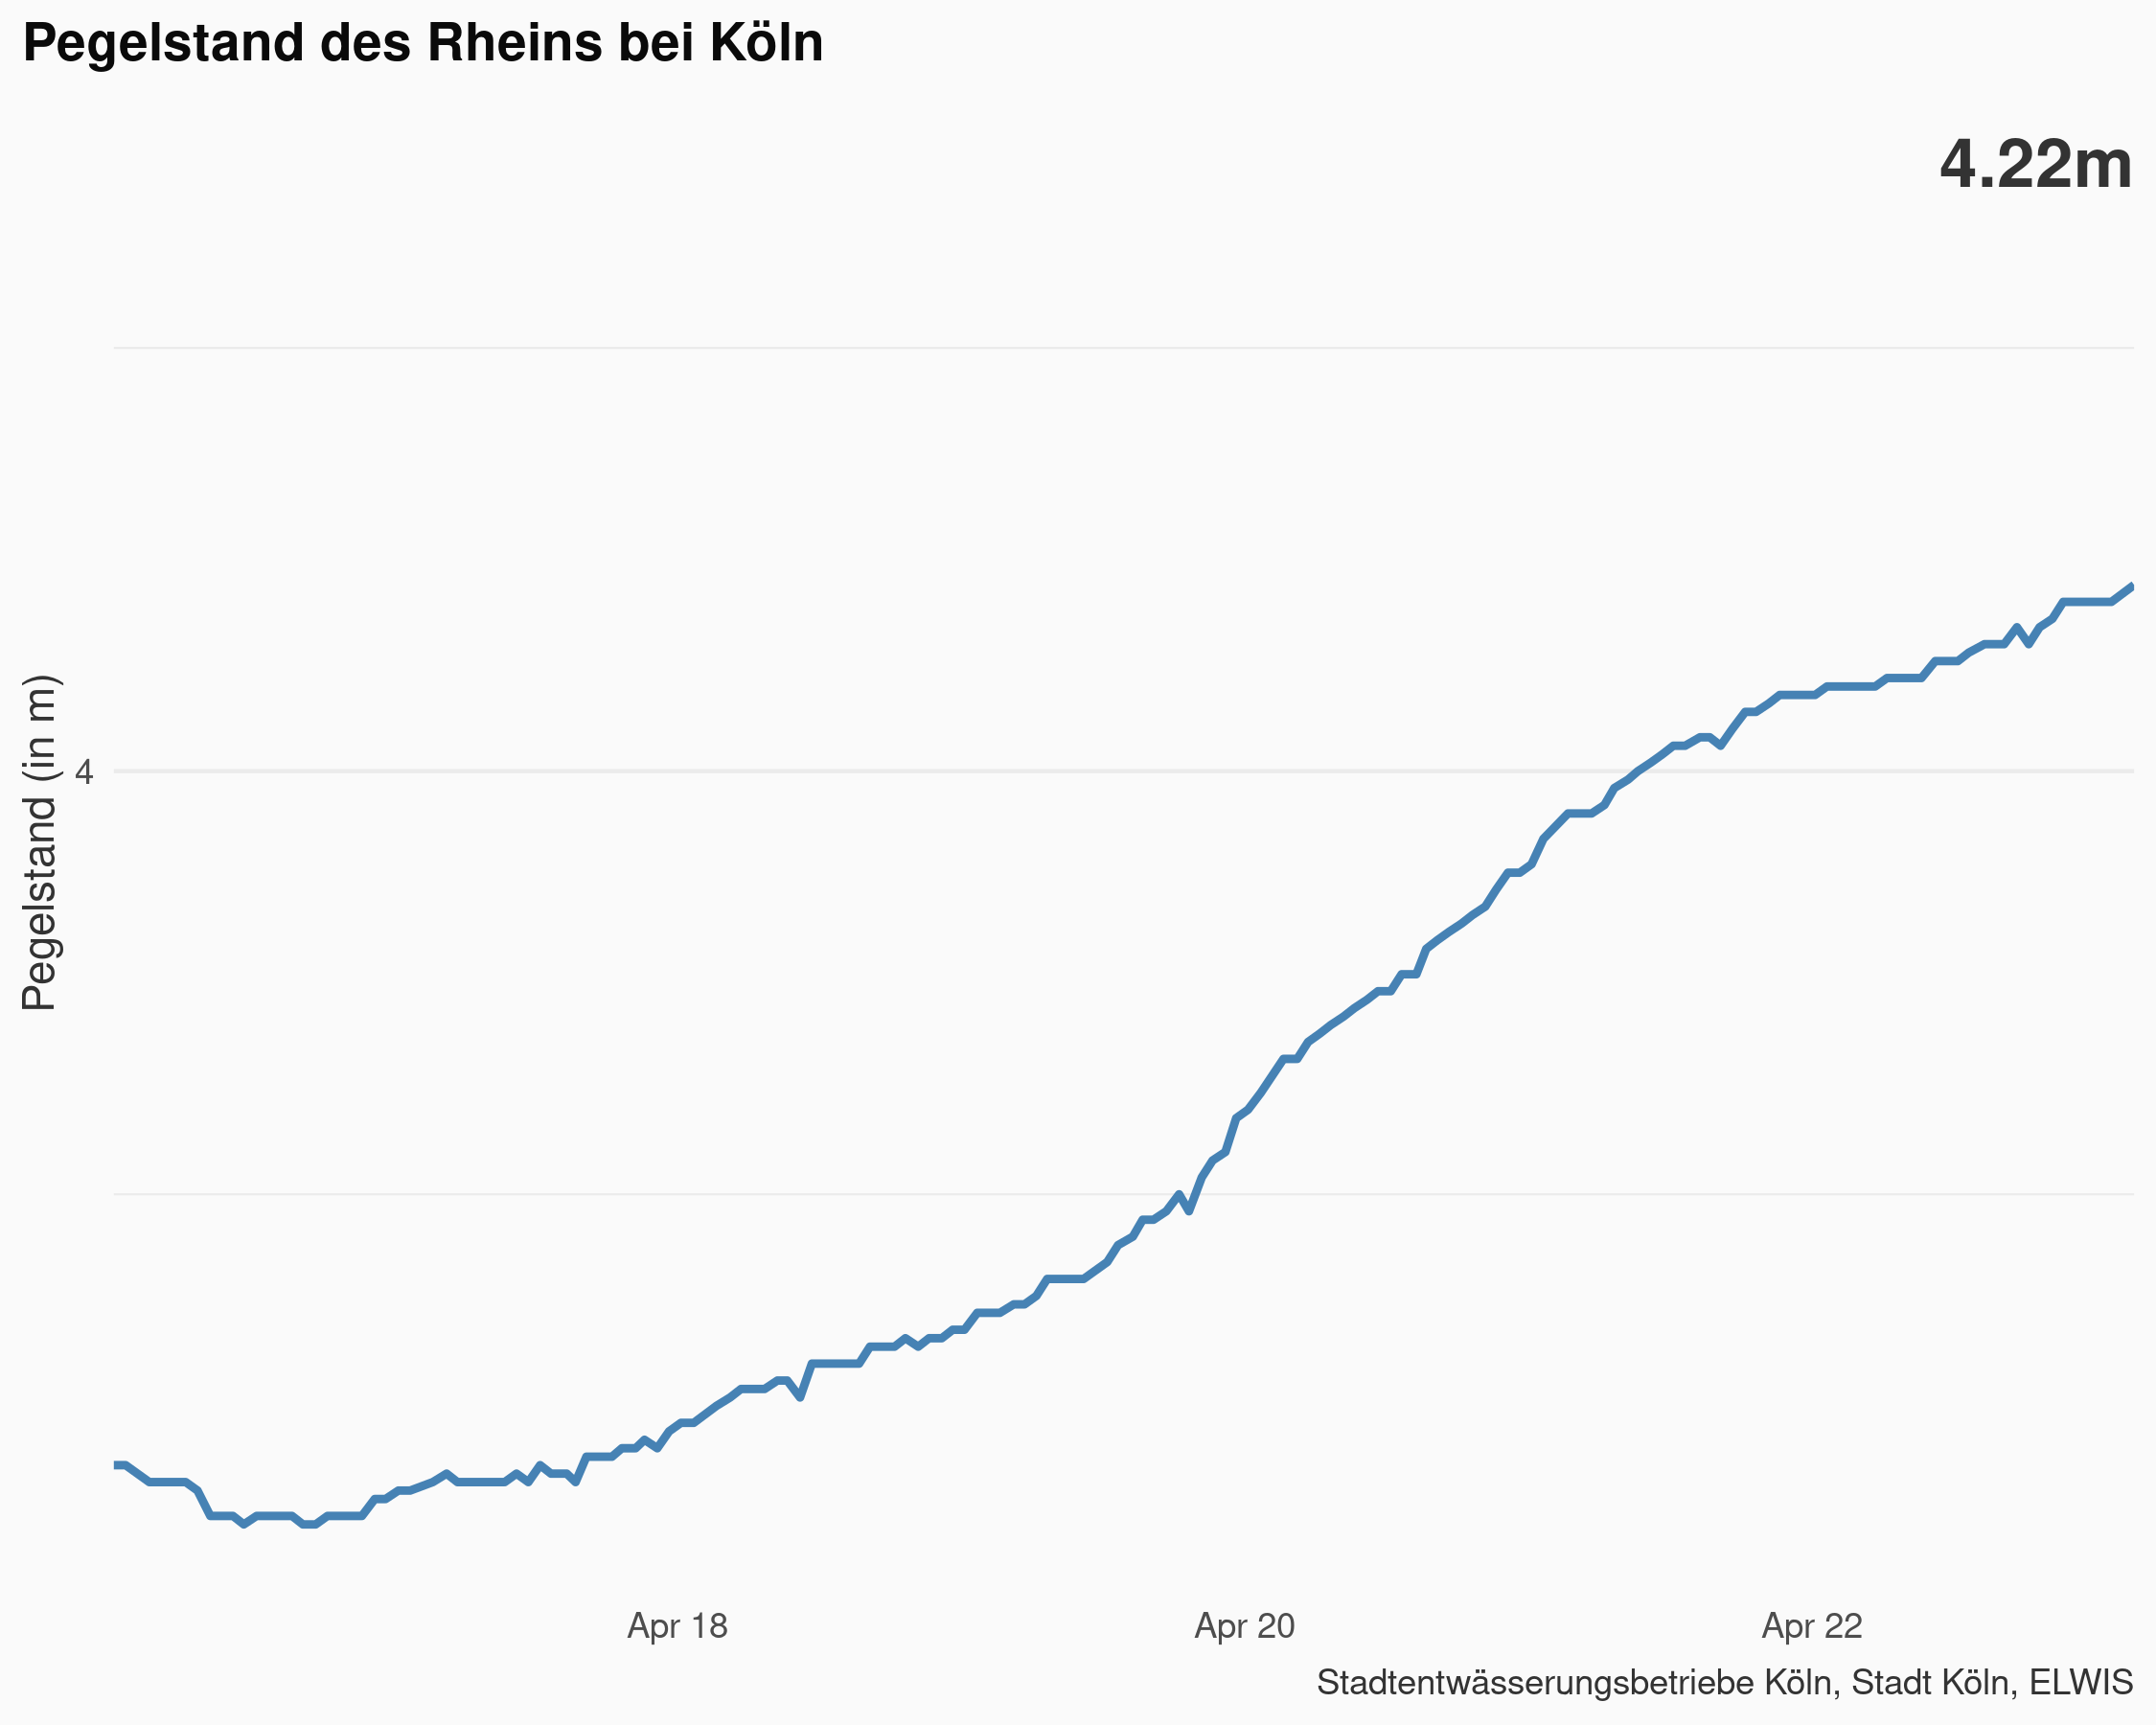 Pegelstand des Rheins bei Köln
4.22m
Pegelstand (in m)
4
Apr 18
Apr 20
Apr 22
Stadtentwässerungsbetriebe Köln, Stadt Köln, ELWIS